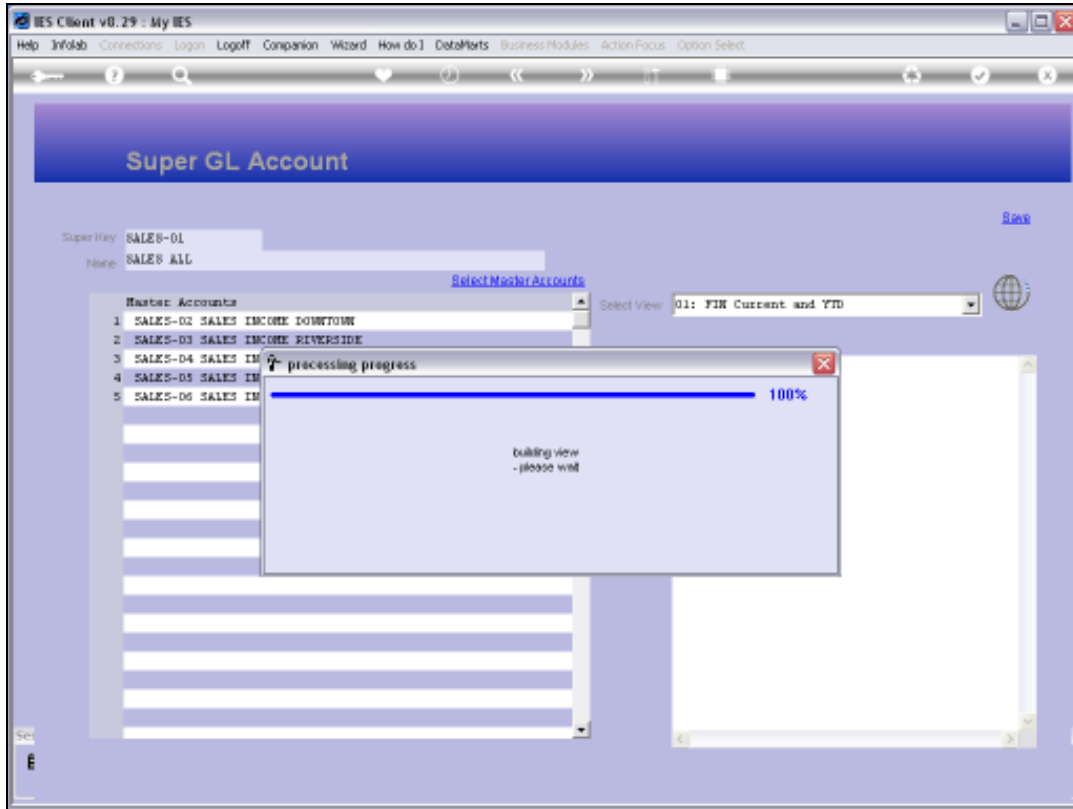 IES Client v8.29 : My IES
Help Infolab Connections Logon Logoff Companion Wizard How do I DataMarts Business Modules Action Focus Option Select
Super GL Account
Save
Super Key SALES-01
Name SALES ALL
Select Master Accounts
Master Accounts
Select View 01: FIN Current and YTD
1 SALES-02 SALES INCOME DOWNTOWN
2 SALES-03 SALES INCOME RIVERSIDE
3 SALES-04 SALES IN
4 SALES-05 SALES IN
5 SALES-06 SALES IN
processing progress
100%
building view
- please wait